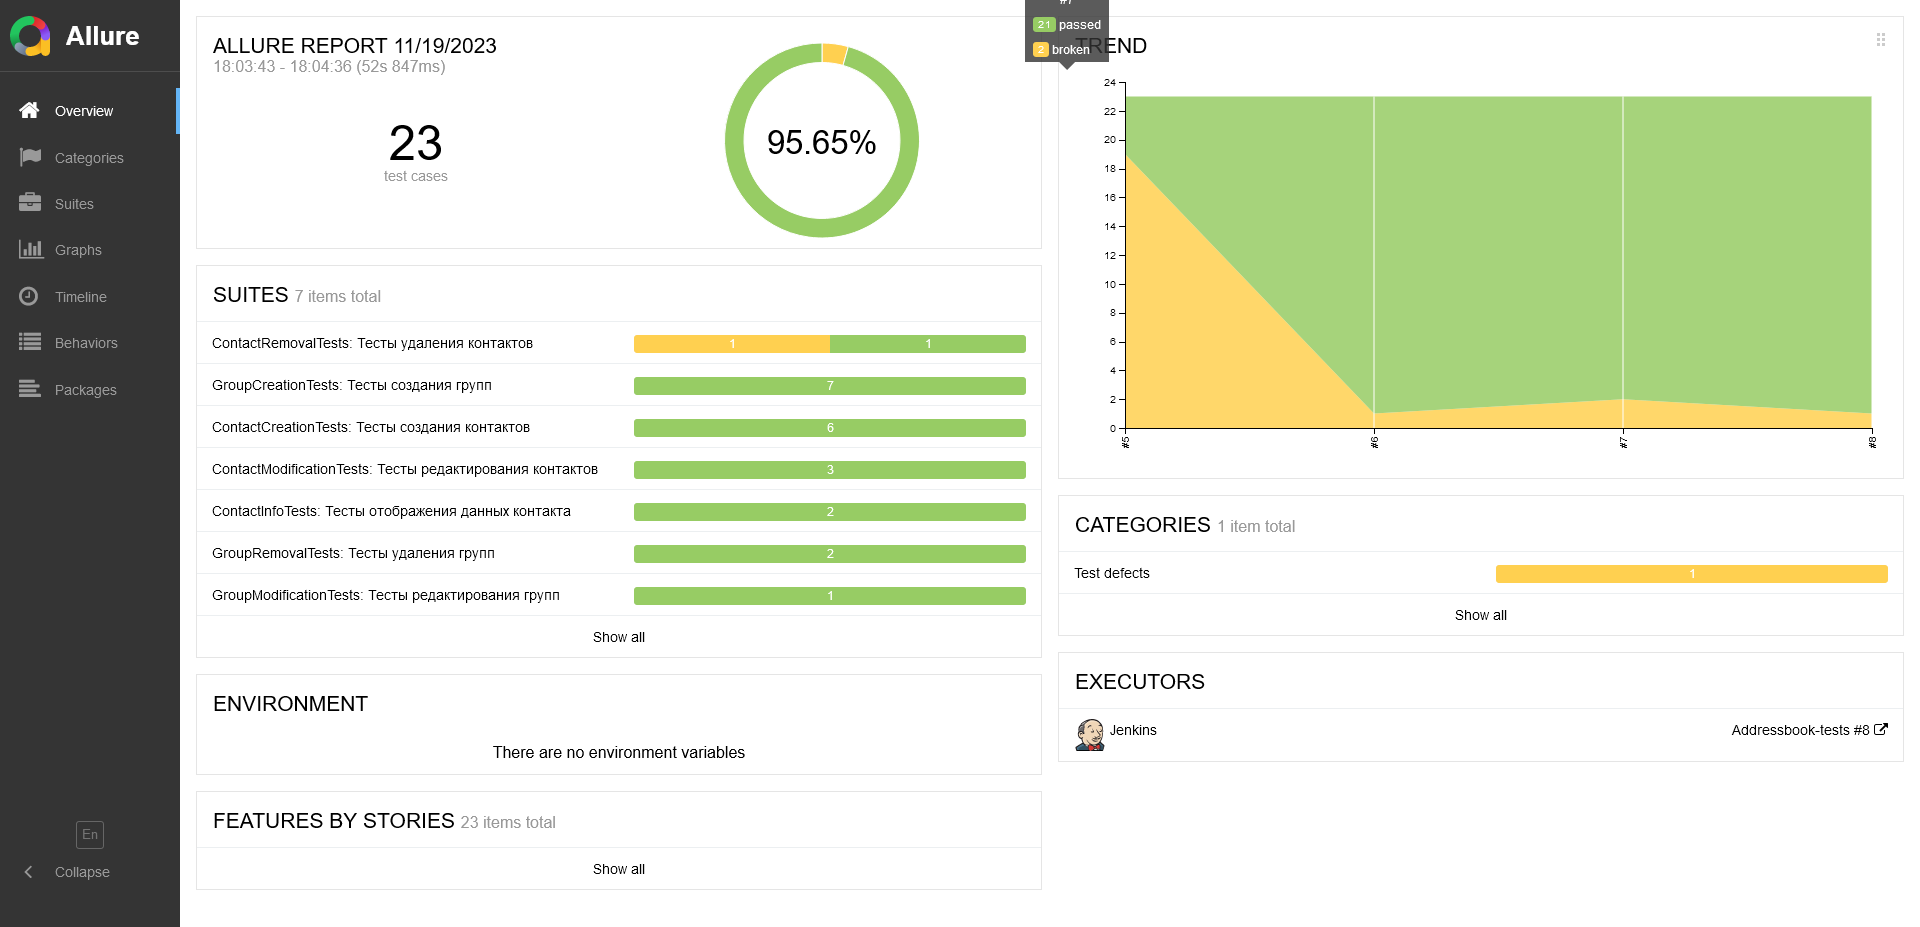 Allure
Overview
Categories
Suites
Graphs
Timeline
Behaviors
Packages
En
Collapse
ALLURE REPORT 11/19/2023
18:03:43 - 18:04:36 (52s 847ms)
23
test cases
95.65%
SUITES 7 items total
ContactRemovalTests: Тесты удаления контактов 1 1
GroupCreationTests: Тесты создания групп 7
ContactCreationTests: Тесты создания контактов 6
ContactModificationTests: Тесты редактирования контактов 3
ContactInfoTests: Тесты отображения данных контакта 2
GroupRemovalTests: Тесты удаления групп 2
GroupModificationTests: Тесты редактирования групп 1
Show all
ENVIRONMENT
There are no environment variables
FEATURES BY STORIES 23 items total
Show all
#7
21 passed
2 broken
TREND
24
22
20
18
16
14
12
10
8
6
4
2
0
#5 #6 #7 #8
CATEGORIES 1 item total
Test defects 1
Show all
EXECUTORS
Jenkins Addressbook-tests #8